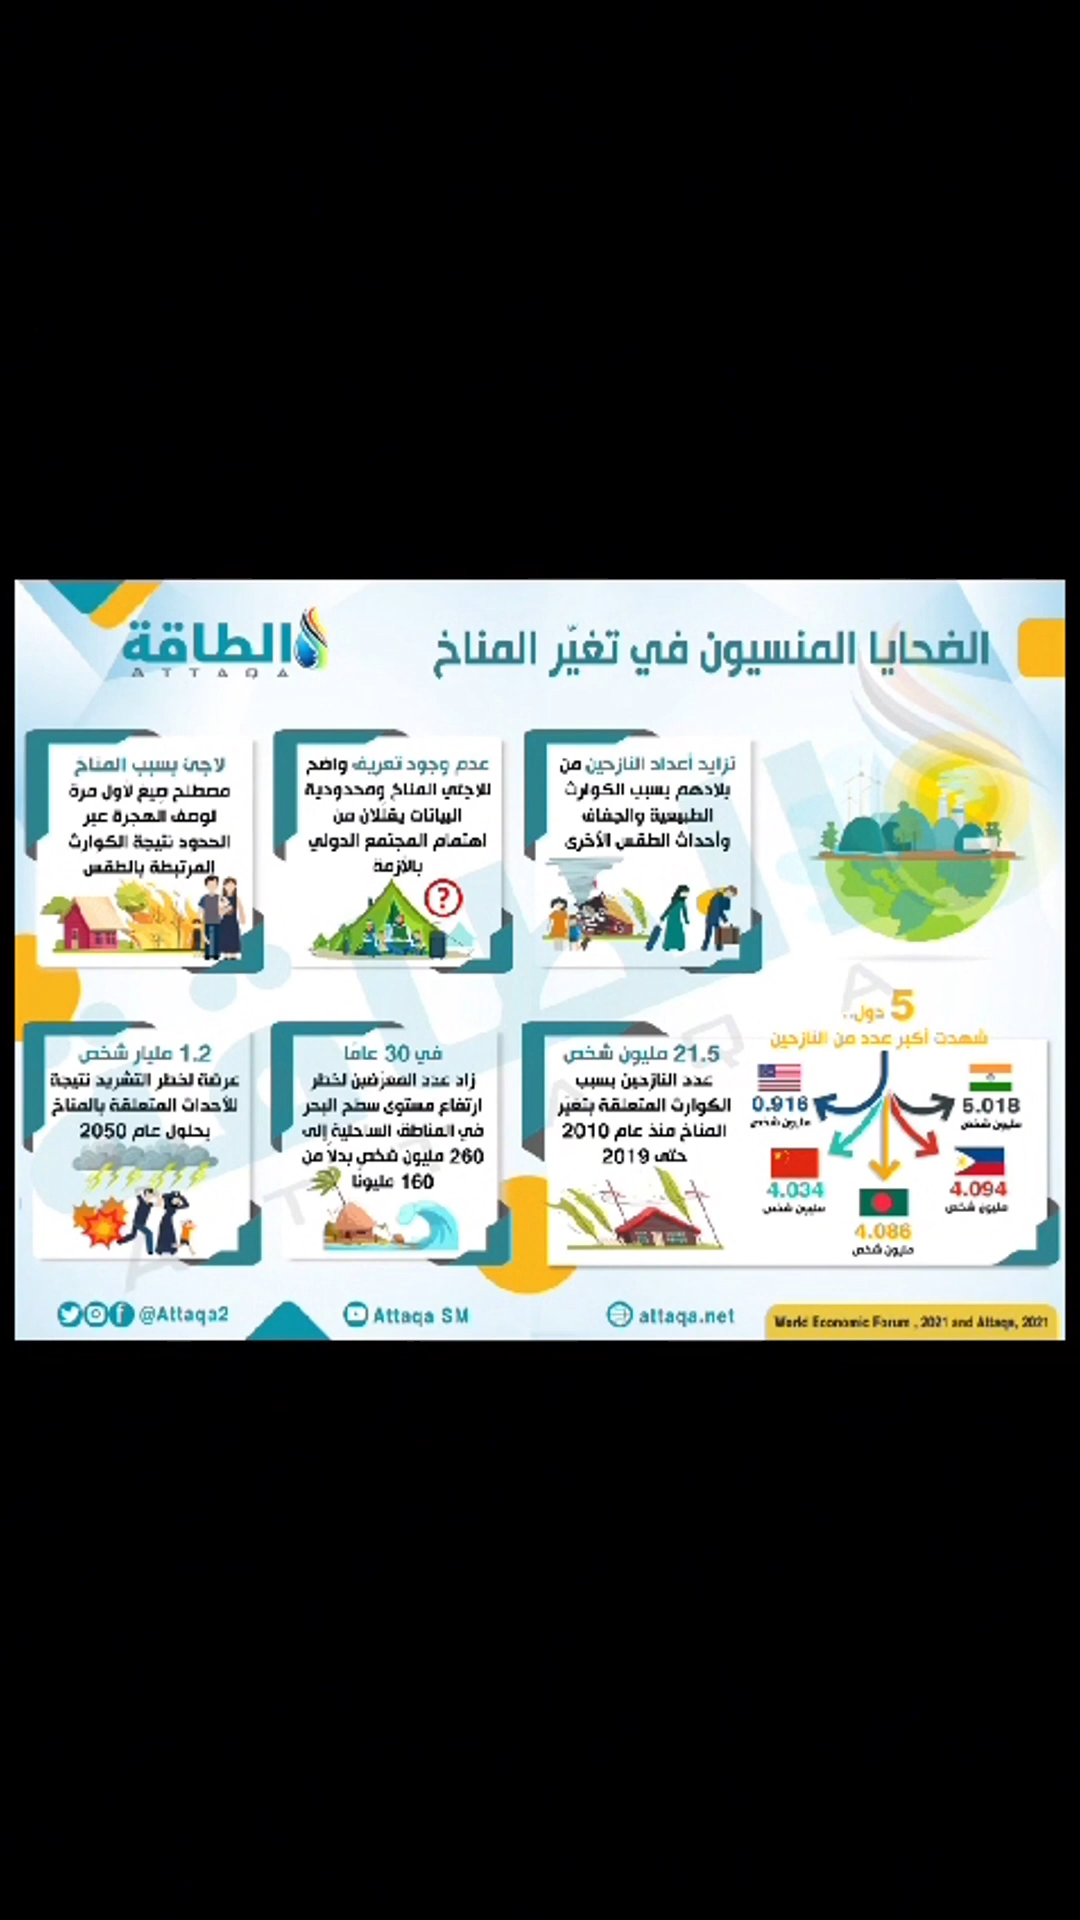 الضحايا المنسيون في تغيّر المناخ
الطاقة
ATTAQA
تزايد أعداد النازحين من
بلادهم بسبب الكوارث
الطبيعية والجفاف
وأحداث الطقس الأخرى
عدم وجود تعريف واضح
للاجئي المناخ ومحدودية
البيانات يقللان من
اهتمام المجتمع الدولي
بالأزمة
?
لاجئ بسبب المناخ
مصطلح صِيغ لأول مرة
لوصف الهجرة عبر
الحدود نتيجة الكوارث
المرتبطة بالطقس
5 دول..
شهدت أكبر عدد من النازحين
5.018
مليون شخص
4.094
مليون شخص
4.086
مليون شخص
4.034
مليون شخص
0.916
مليون شخص
21.5 مليون شخص
عدد النازحين بسبب
الكوارث المتعلقة بتغيّر
المناخ منذ عام 2010
حتى 2019
في 30 عامًا
زاد عدد المعرّضين لخطر
ارتفاع مستوى سطح البحر
في المناطق الساحلية إلى
260 مليون شخص بدلًا من
160 مليونًا
1.2 مليار شخص
عرضة لخطر التشريد نتيجة
للأحداث المتعلقة بالمناخ
بحلول عام 2050
@Attaqa2
Attaqa SM
attaqa.net
World Economic Forum , 2021 and Attaqa, 2021